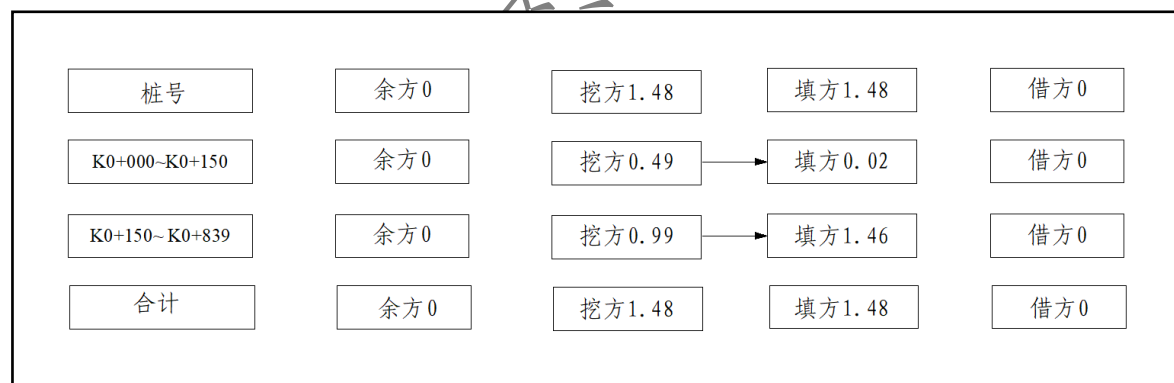 桩号 余方0 挖方1.48 填方1.48 借方0
K0+000~K0+150 余方0 挖方0.49 填方0.02 借方0
K0+150~K0+839 余方0 挖方0.99 填方1.46 借方0
合计 余方0 挖方1.48 填方1.48 借方0